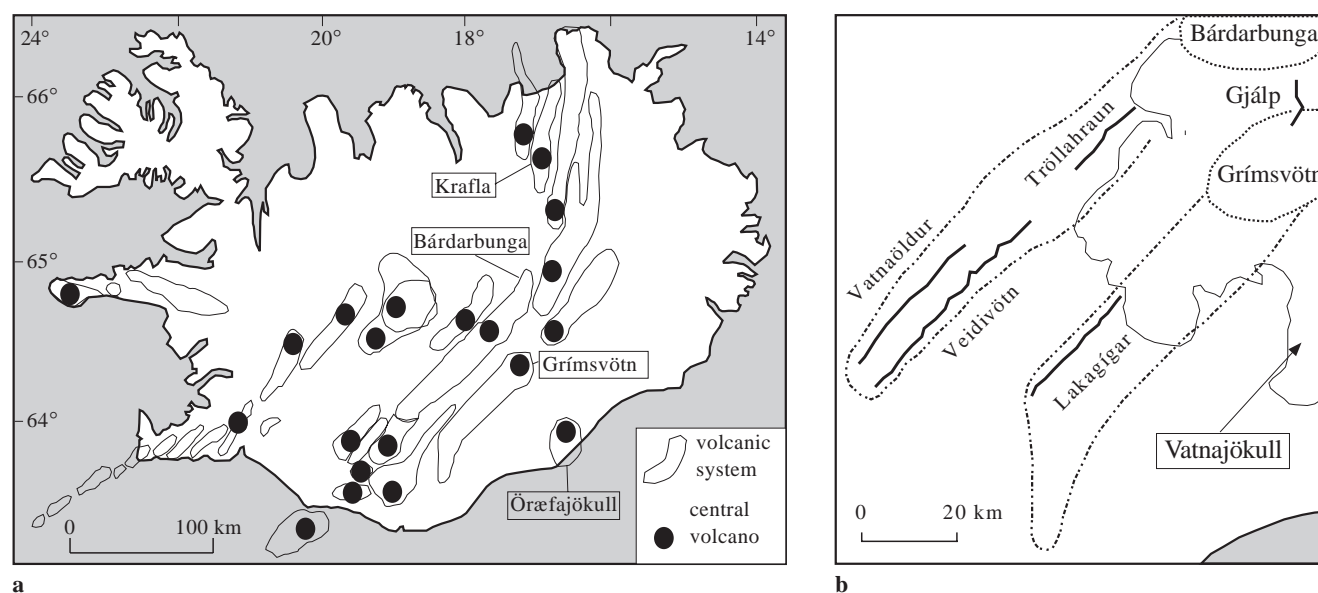 24°
20°
18°
14°
66°
65°
64°
Krafla
Bárdarbunga
Grímsvötn
Öræfajökull
volcanic
system
central
volcano
0
100 km
a
Bárdarbunga
Gjálp
Tröllahraun
Grímsvötn
Vatnaöldur
Veidivötn
Lakagígar
Vatnajökull
0
20 km
b